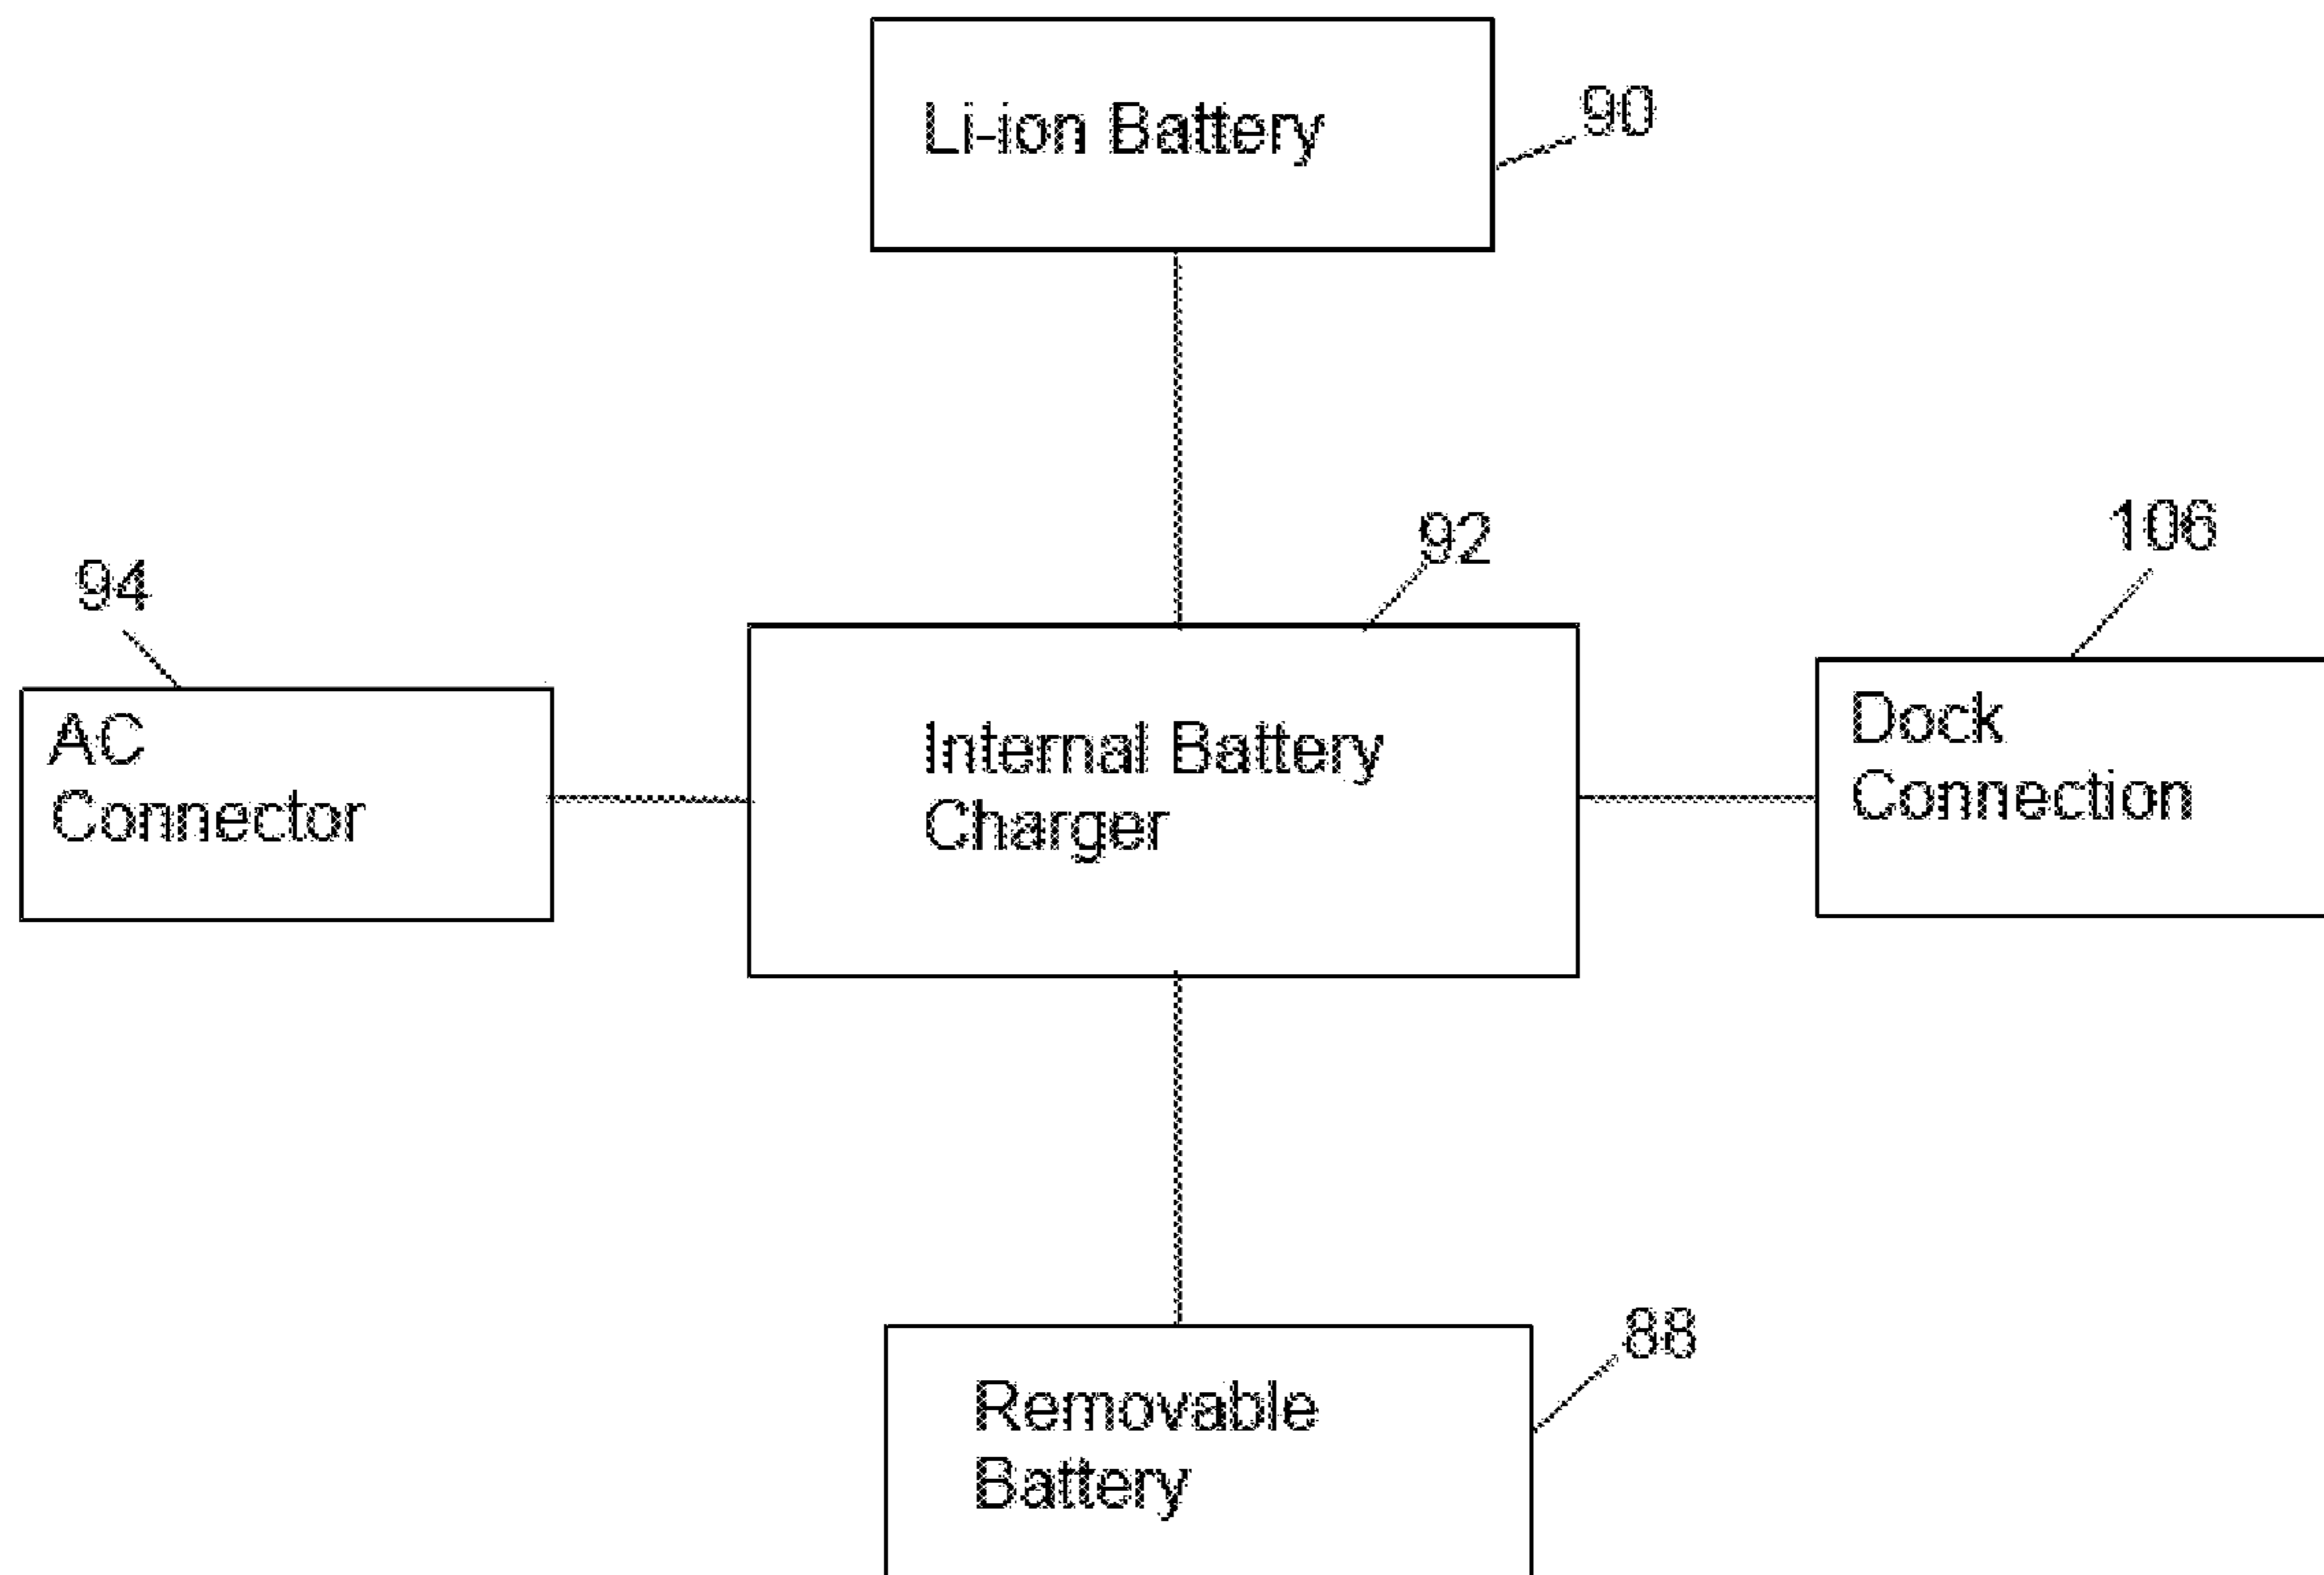 Li-ion Battery
90
92
106
94
AC
Connector
Internal Battery
Charger
Dock
Connection
88
Removable
Battery